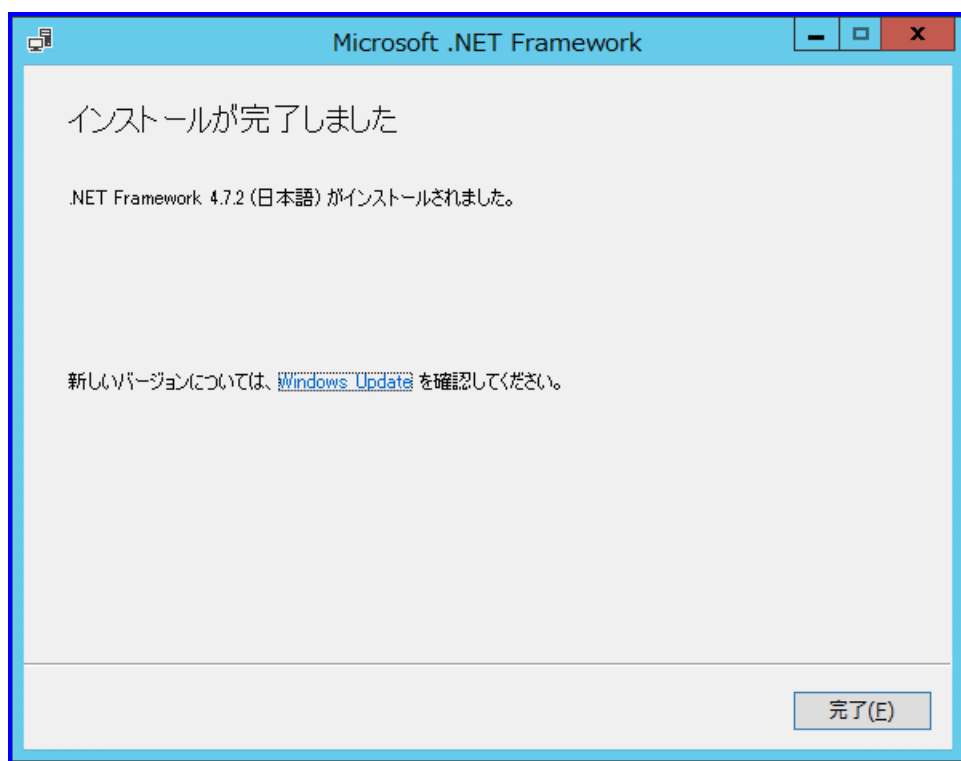 Microsoft .NET Framework
インストールが完了しました
.NET Framework 4.7.2 (日本語) がインストールされました。
新しいバージョンについては、Windows Update を確認してください。
完了(F)